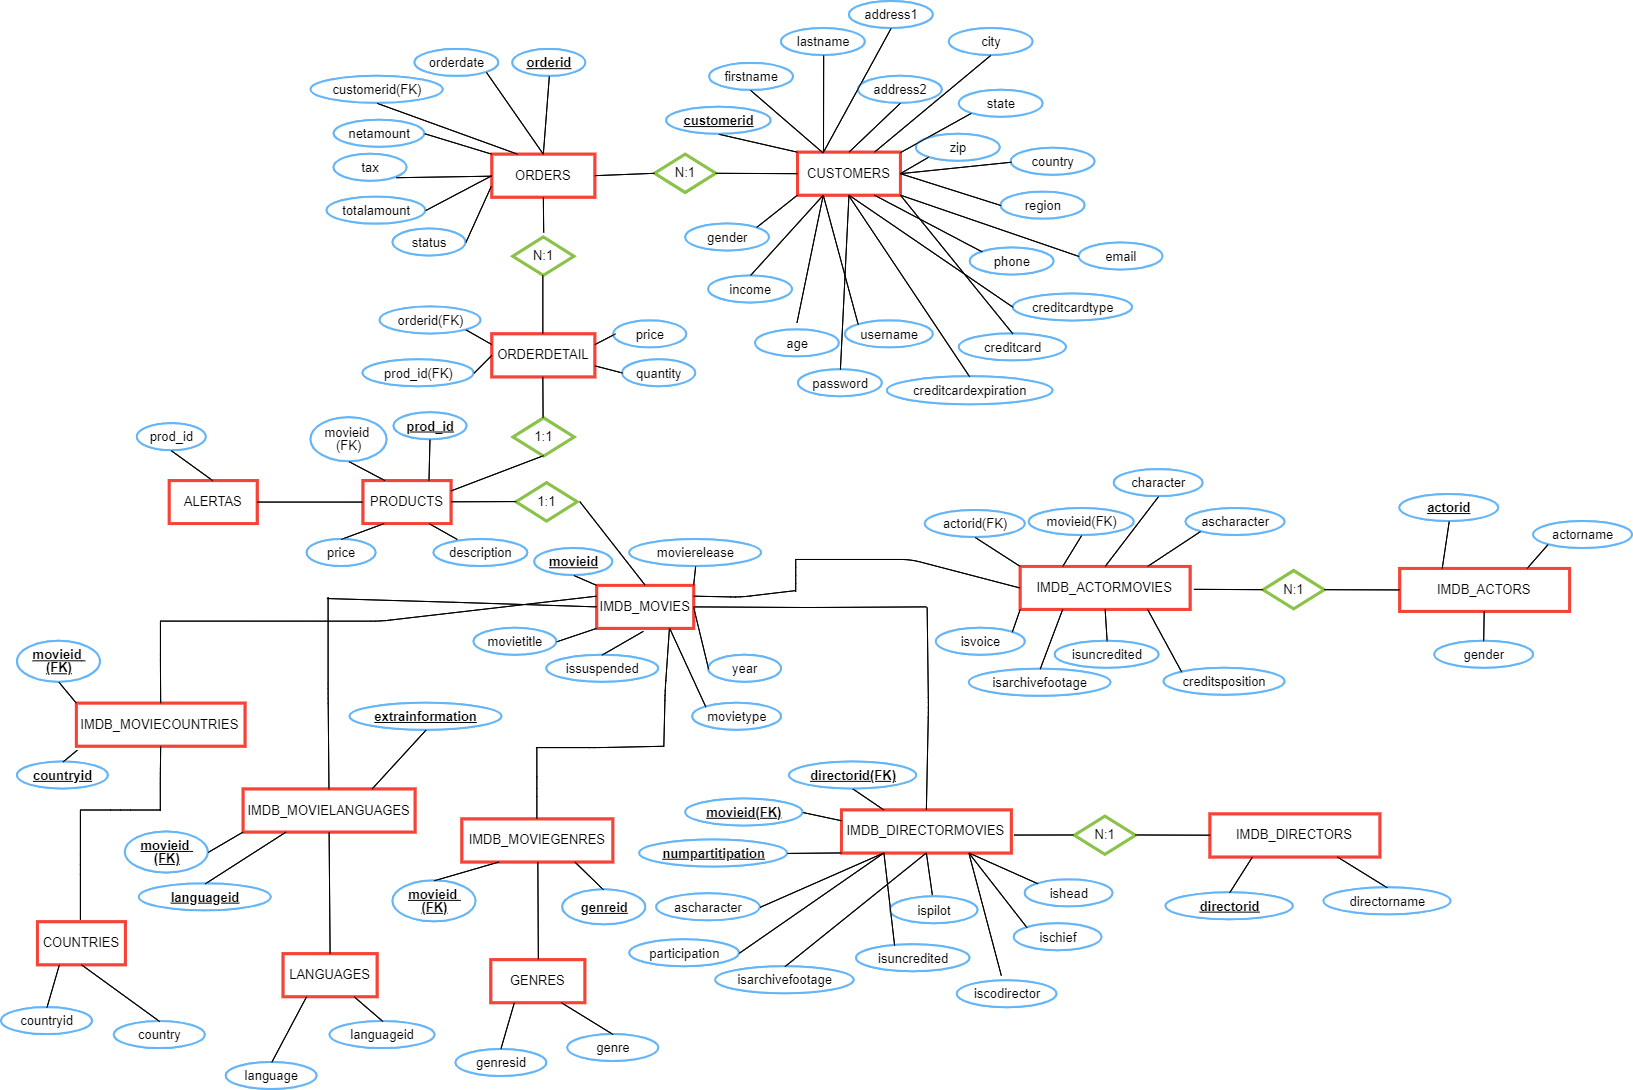 address1
lastname
city
orderdate
orderid
firstname
customerid(FK)
address2
state
customerid
netamount
zip
tax
country
ORDERS
N:1
CUSTOMERS
totalamount
region
status
gender
N:1
phone
email
income
creditcardtype
orderid(FK)
price
username
age
creditcard
ORDERDETAIL
prod_id(FK)
quantity
password
creditcardexpiration
prod_id
movieid
(FK)
prod_id
1:1
character
ALERTAS
PRODUCTS
1:1
actorid
actorid(FK)
movieid(FK)
ascharacter
actorname
price
description
movierelease
movieid
IMDB_ACTORMOVIES
N:1
IMDB_ACTORS
IMDB_MOVIES
movietitle
isvoice
issuspended
year
isuncredited
gender
movieid
(FK)
isarchivefootage
creditsposition
extrainformation
movietype
IMDB_MOVIECOUNTRIES
countryid
directorid(FK)
IMDB_MOVIELANGUAGES
movieid(FK)
IMDB_DIRECTORMOVIES
N:1
IMDB_DIRECTORS
IMDB_MOVIEGENRES
movieid
(FK)
numpartitipation
languageid
movieid
(FK)
genreid
ascharacter
ispilot
ishead
directorid
directorname
COUNTRIES
ischief
participation
isuncredited
LANGUAGES
GENRES
isarchivefootage
iscodirector
countryid
country
languageid
genresid
genre
language